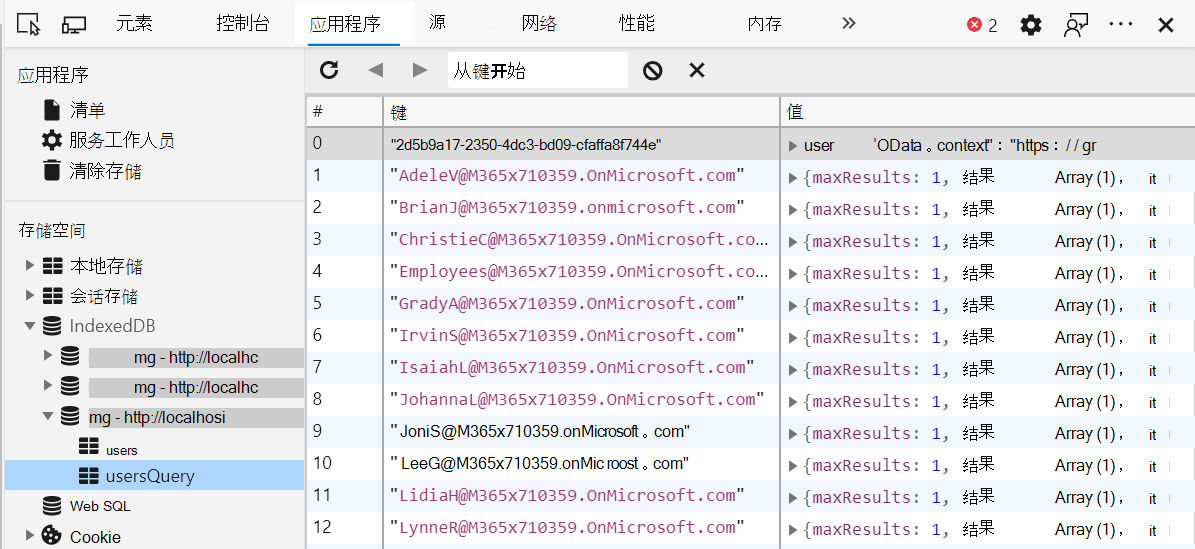 元素 控制台 应用程序 源 网络 性能 内存 2
应用程序
清单
服务工作人员
清除存储
存储空间
本地存储
会话存储
IndexedDB
mg - http://localhc
mg - http://localhc
mg - http://localhosi
users
usersQuery
Web SQL
Cookie
从键开始
# 键 值
0 "2d5b9a17-2350-4dc3-bd09-cfaffa8f744e" user 'OData。context"："https：//gr
1 "AdeleV@M365x710359.OnMicrosoft.com" {maxResults: 1, 结果 Array (1)， it
2 "BrianJ@M365x710359.onmicrosoft.com" {maxResults: 1, 结果 Array (1)， it
3 "ChristieC@M365x710359.OnMicrosoft.co… {maxResults: 1, 结果 Array (1)， it
4 "Employees@M365x710359.OnMicrosoft.co… {maxResults: 1, 结果 Array (1)， it
5 "GradyA@M365x710359.OnMicrosoft.com" {maxResults: 1, 结果 Array (1)， it
6 "IrvinS@M365x710359.OnMicrosoft.com" {maxResults: 1, 结果 Array (1)， it
7 "IsaiahL@M365x710359.OnMicrosoft.com" {maxResults: 1, 结果 Array (1)， it
8 "JohannaL@M365x710359.OnMicrosoft.com" {maxResults: 1, 结果 Array (1)， it
9 "JoniS@M365x710359.onMicrosoft。com" {maxResults: 1, 结果 Array (1)， it
10 "LeeG@M365x710359.onMic roost。com" {maxResults: 1, 结果 Array (1)， it
11 "LidiaH@M365x710359.OnMicrosoft.com" {maxResults: 1, 结果 Array (1)， it
12 "LynneR@M365x710359.OnMicrosoft.com" {maxResults: 1, 结果 Array (1)， it